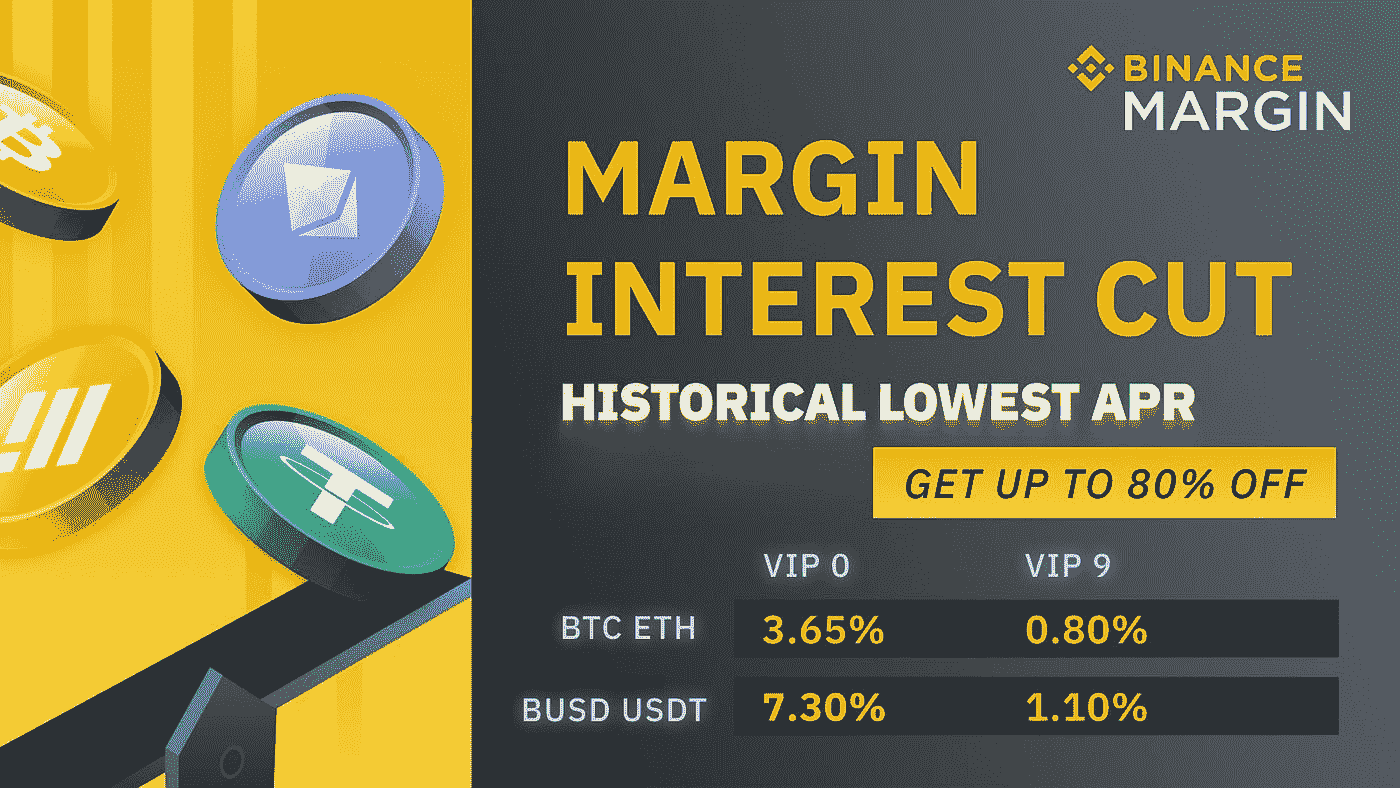 BINANCE
MARGIN
MARGIN
INTEREST CUT
HISTORICAL LOWEST APR
GET UP TO 80% OFF
VIP 0 VIP 9
BTC ETH 3.65% 0.80%
BUSD USDT 7.30% 1.10%